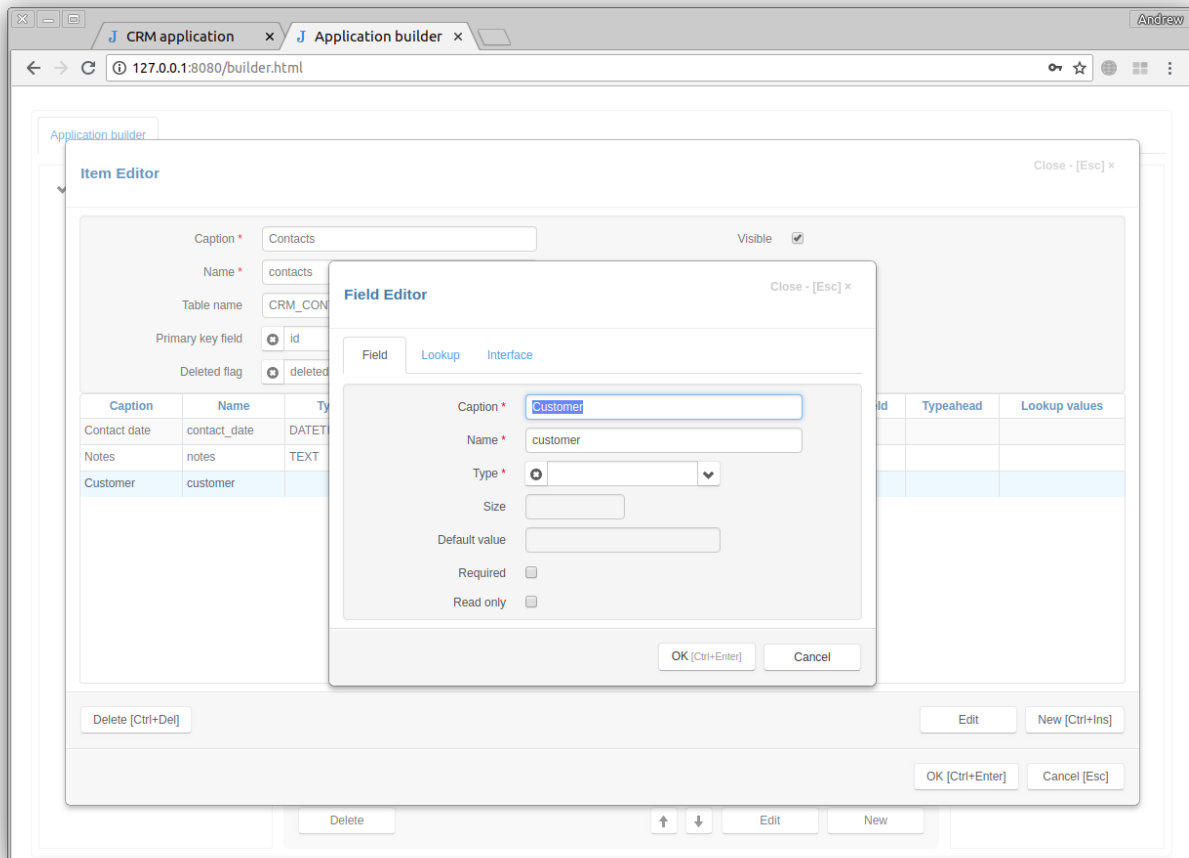 Andrew
CRM application
Application builder
127.0.0.1:8080/builder.html
Application builder
Item Editor
Close - [Esc] ×
Caption *
Contacts
Visible
Name *
contacts
Table name
CRM_CON
Primary key field
id
Deleted flag
deleted
Caption Name Ty ld Typeahead Lookup values
Contact date contact_date DATETI
Notes notes TEXT
Customer customer
Field Editor
Close - [Esc] ×
Field Lookup Interface
Caption * Customer
Name * customer
Type *
Size
Default value
Required
Read only
OK [Ctrl+Enter] Cancel
Delete [Ctrl+Del] Edit New [Ctrl+Ins]
OK [Ctrl+Enter] Cancel [Esc]
Delete Edit New